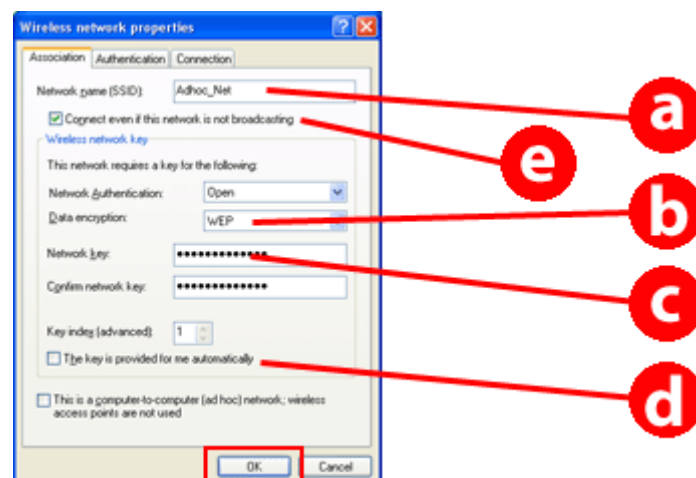 Wireless network properties
Association Authentication Connection
Network name (SSID): Adhoc_Net
Connect even if this network is not broadcasting
Wireless network key
This network requires a key for the following:
Network Authentication: Open
Data encryption: WEP
Network key: •••••••••••••
Confirm network key: •••••••••••••
Key index (advanced): 1
The key is provided for me automatically
This is a computer-to-computer (ad hoc) network; wireless
access points are not used
OK Cancel
a
e
b
c
d